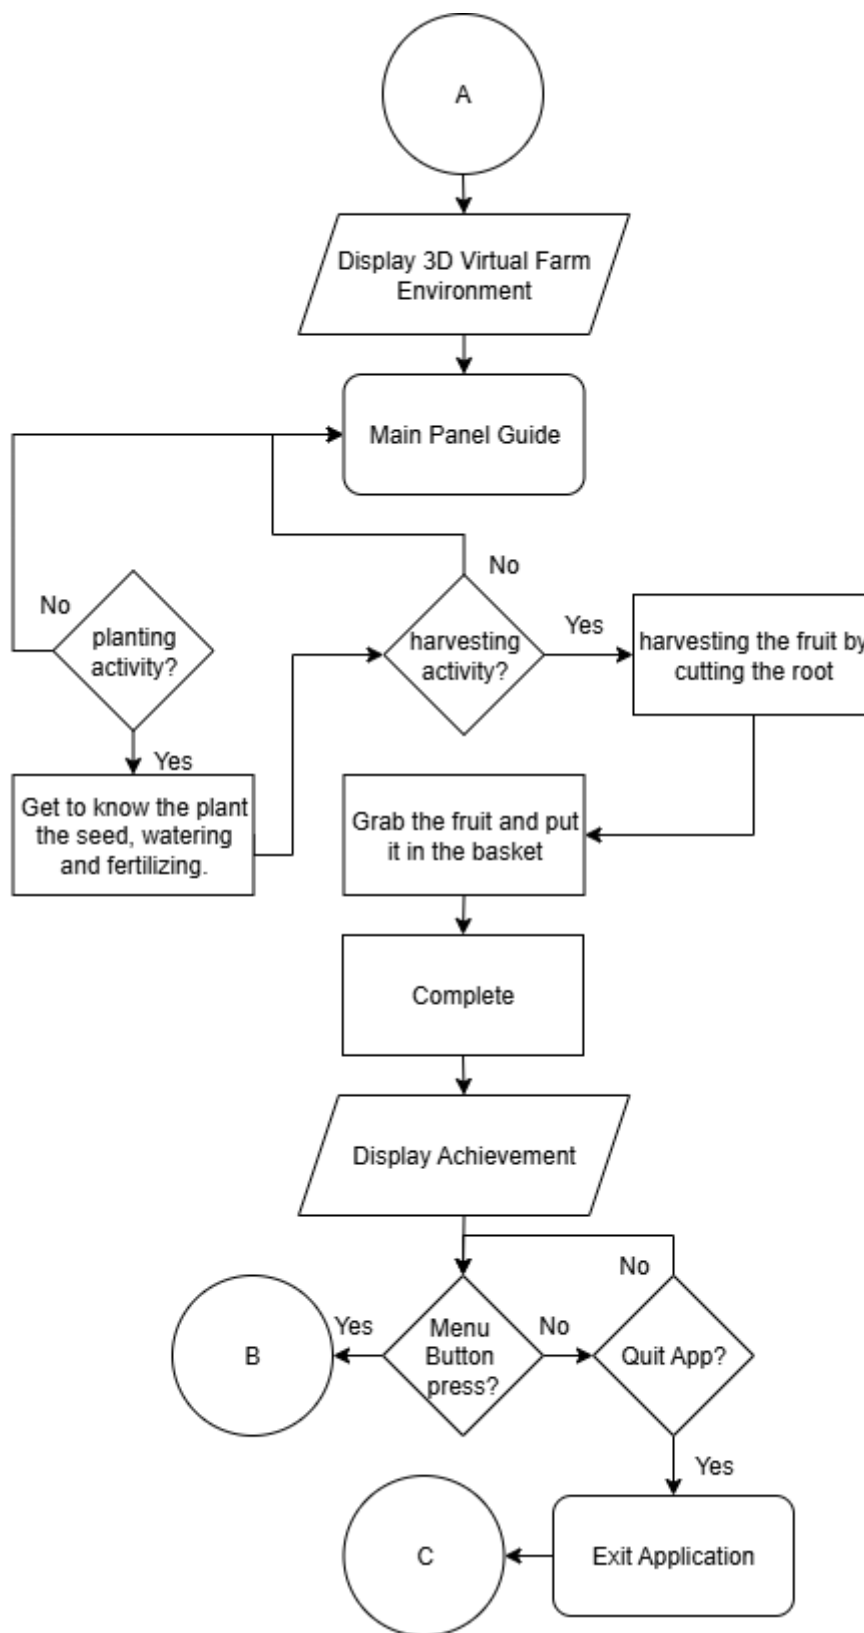 A
Display 3D Virtual Farm
Environment
Main Panel Guide
No
No
planting
activity?
harvesting
activity?
Yes
harvesting the fruit by
cutting the root
Yes
Get to know the plant
the seed, watering
and fertilizing.
Grab the fruit and put
it in the basket
Complete
Display Achievement
No
Yes
No
B
Menu
Button
press?
Quit App?
Yes
C
Exit Application